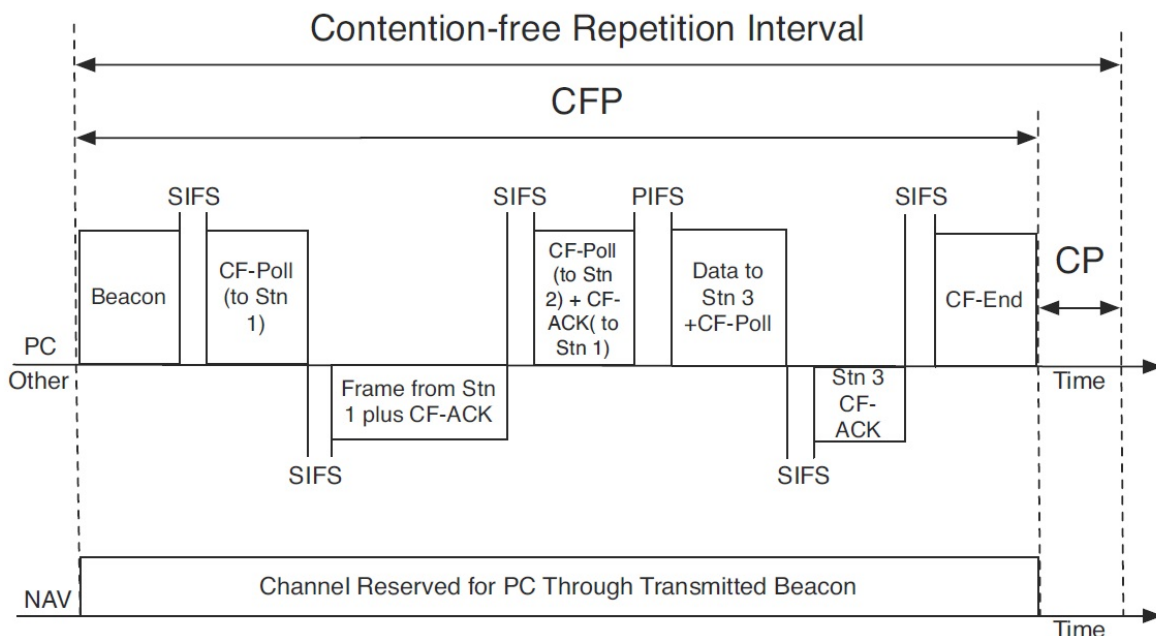 Contention-free Repetition Interval
CFP
SIFS
SIFS
PIFS
SIFS
Beacon
CF-Poll
(to Stn
1)
CF-Poll
(to Stn
2) + CF-
ACK( to
Stn 1)
Data to
Stn 3
+CF-Poll
CF-End
CP
PC
Other
Time
Frame from Stn
1 plus CF-ACK
Stn 3
CF-
ACK
SIFS
SIFS
Channel Reserved for PC Through Transmitted Beacon
NAV
Time